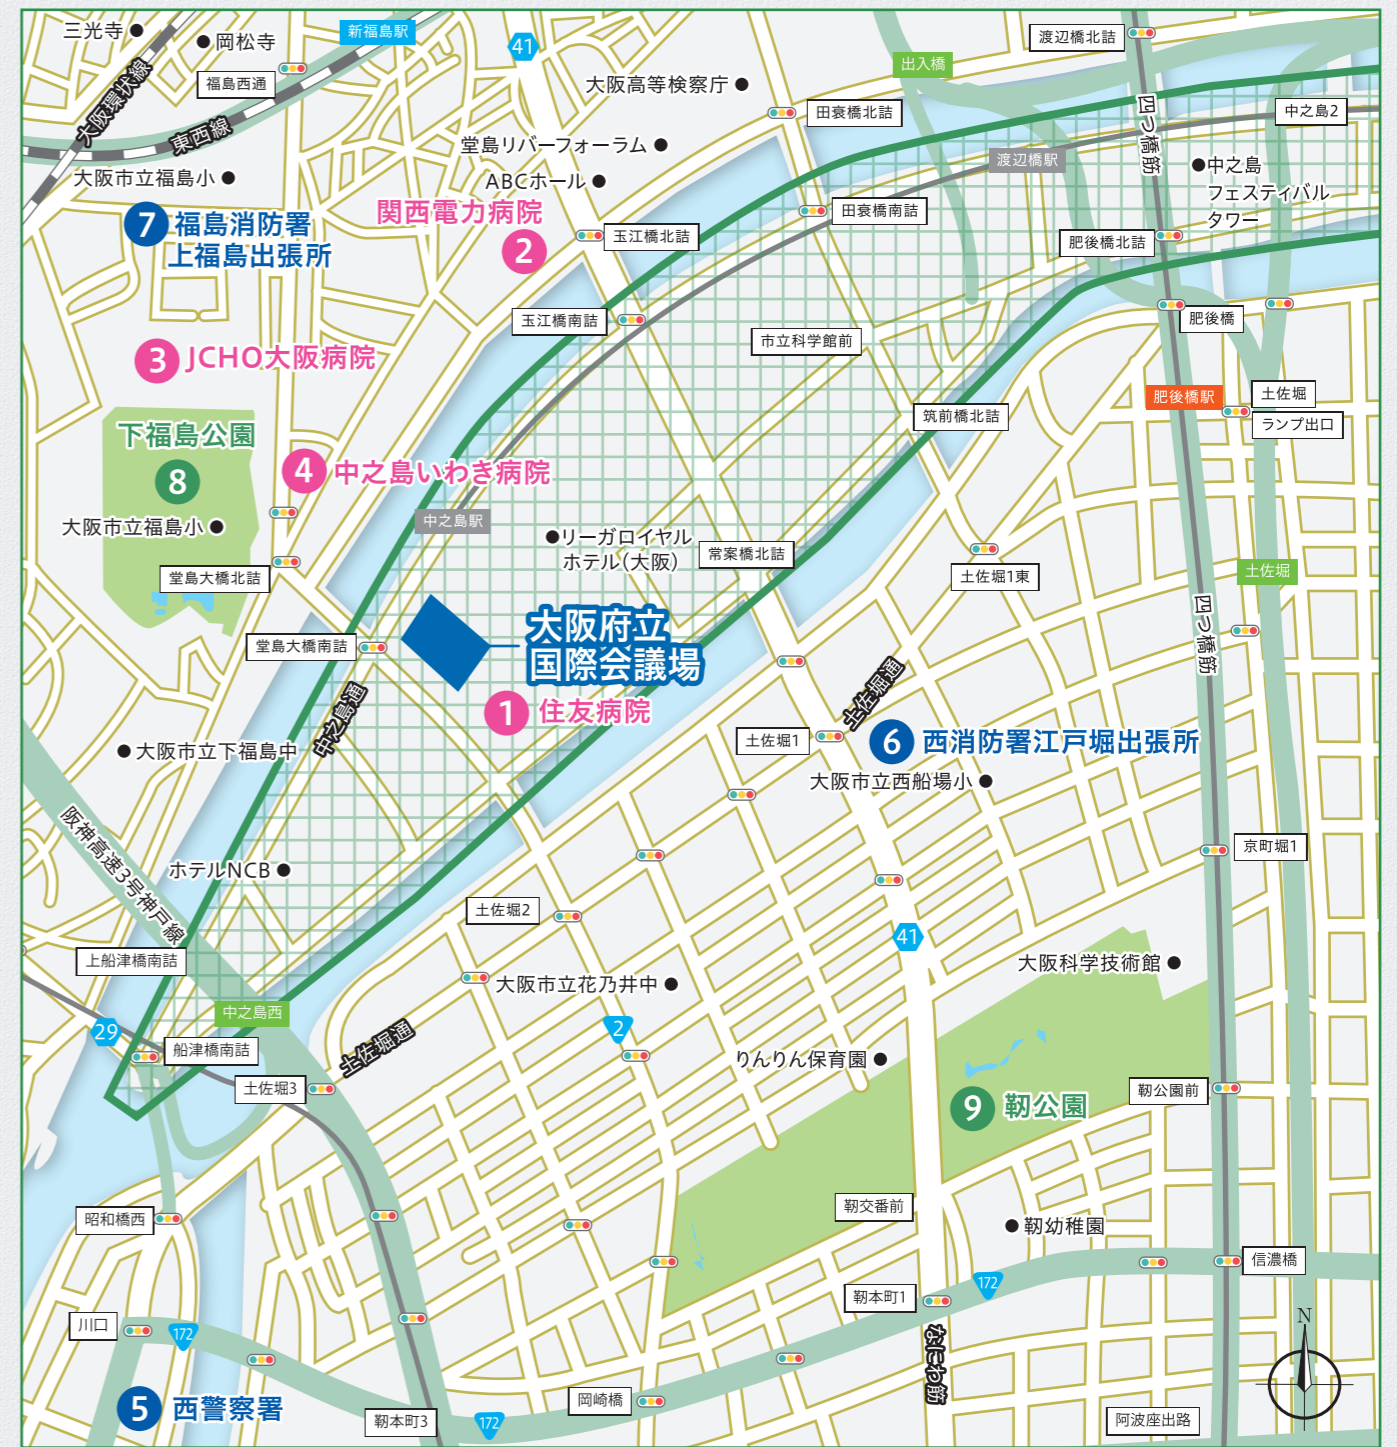 三光寺
岡松寺
新福島駅
41
渡辺橋北詰
福島西通
大阪環状線
東西線
大阪高等検察庁
出入橋
田衰橋北詰
四つ橋筋
中之島2
堂島リバーフォーラム
渡辺橋駅
中之島
フェスティバル
タワー
大阪市立福島小
ABCホール
関西電力病院
2
田衰橋南詰
7
福島消防署
上福島出張所
玉江橋北詰
肥後橋北詰
玉江橋南詰
市立科学館前
肥後橋
3
JCHO大阪病院
肥後橋駅
土佐堀
ランプ出口
筑前橋北詰
下福島公園
8
4
中之島いわき病院
大阪市立福島小
中之島駅
リーガロイヤル
ホテル(大阪)
常案橋北詰
堂島大橋北詰
土佐堀1東
土佐堀
四つ橋筋
堂島大橋南詰
大阪府立
国際会議場
中之島通
1
住友病院
土佐堀通
土佐堀1
6
西消防署江戸堀出張所
大阪市立下福島中
大阪市立西船場小
阪神高速3号神戸線
ホテルNCB
京町堀1
土佐堀2
41
上船津橋南詰
大阪市立花乃井中
大阪科学技術館
中之島西
29
船津橋南詰
土佐堀通
2
りんりん保育園
土佐堀3
9
靭公園
靭公園前
昭和橋西
靭交番前
靭幼稚園
信濃橋
靭本町1
172
川口
172
N
なにわ筋
5
西警察署
靭本町3
172
岡崎橋
阿波座出路